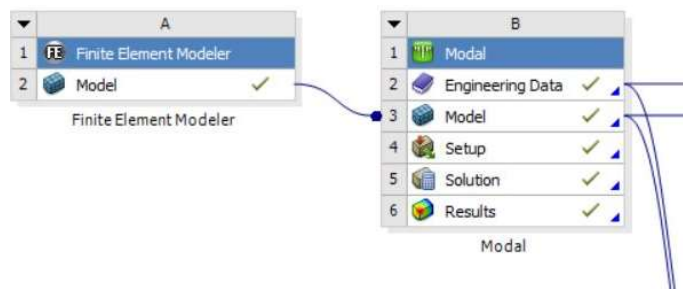 A
1 FE Finite Element Modeler
2 Model
Finite Element Modeler
B
1 Modal
2 Engineering Data
3 Model
4 Setup
5 Solution
6 Results
Modal